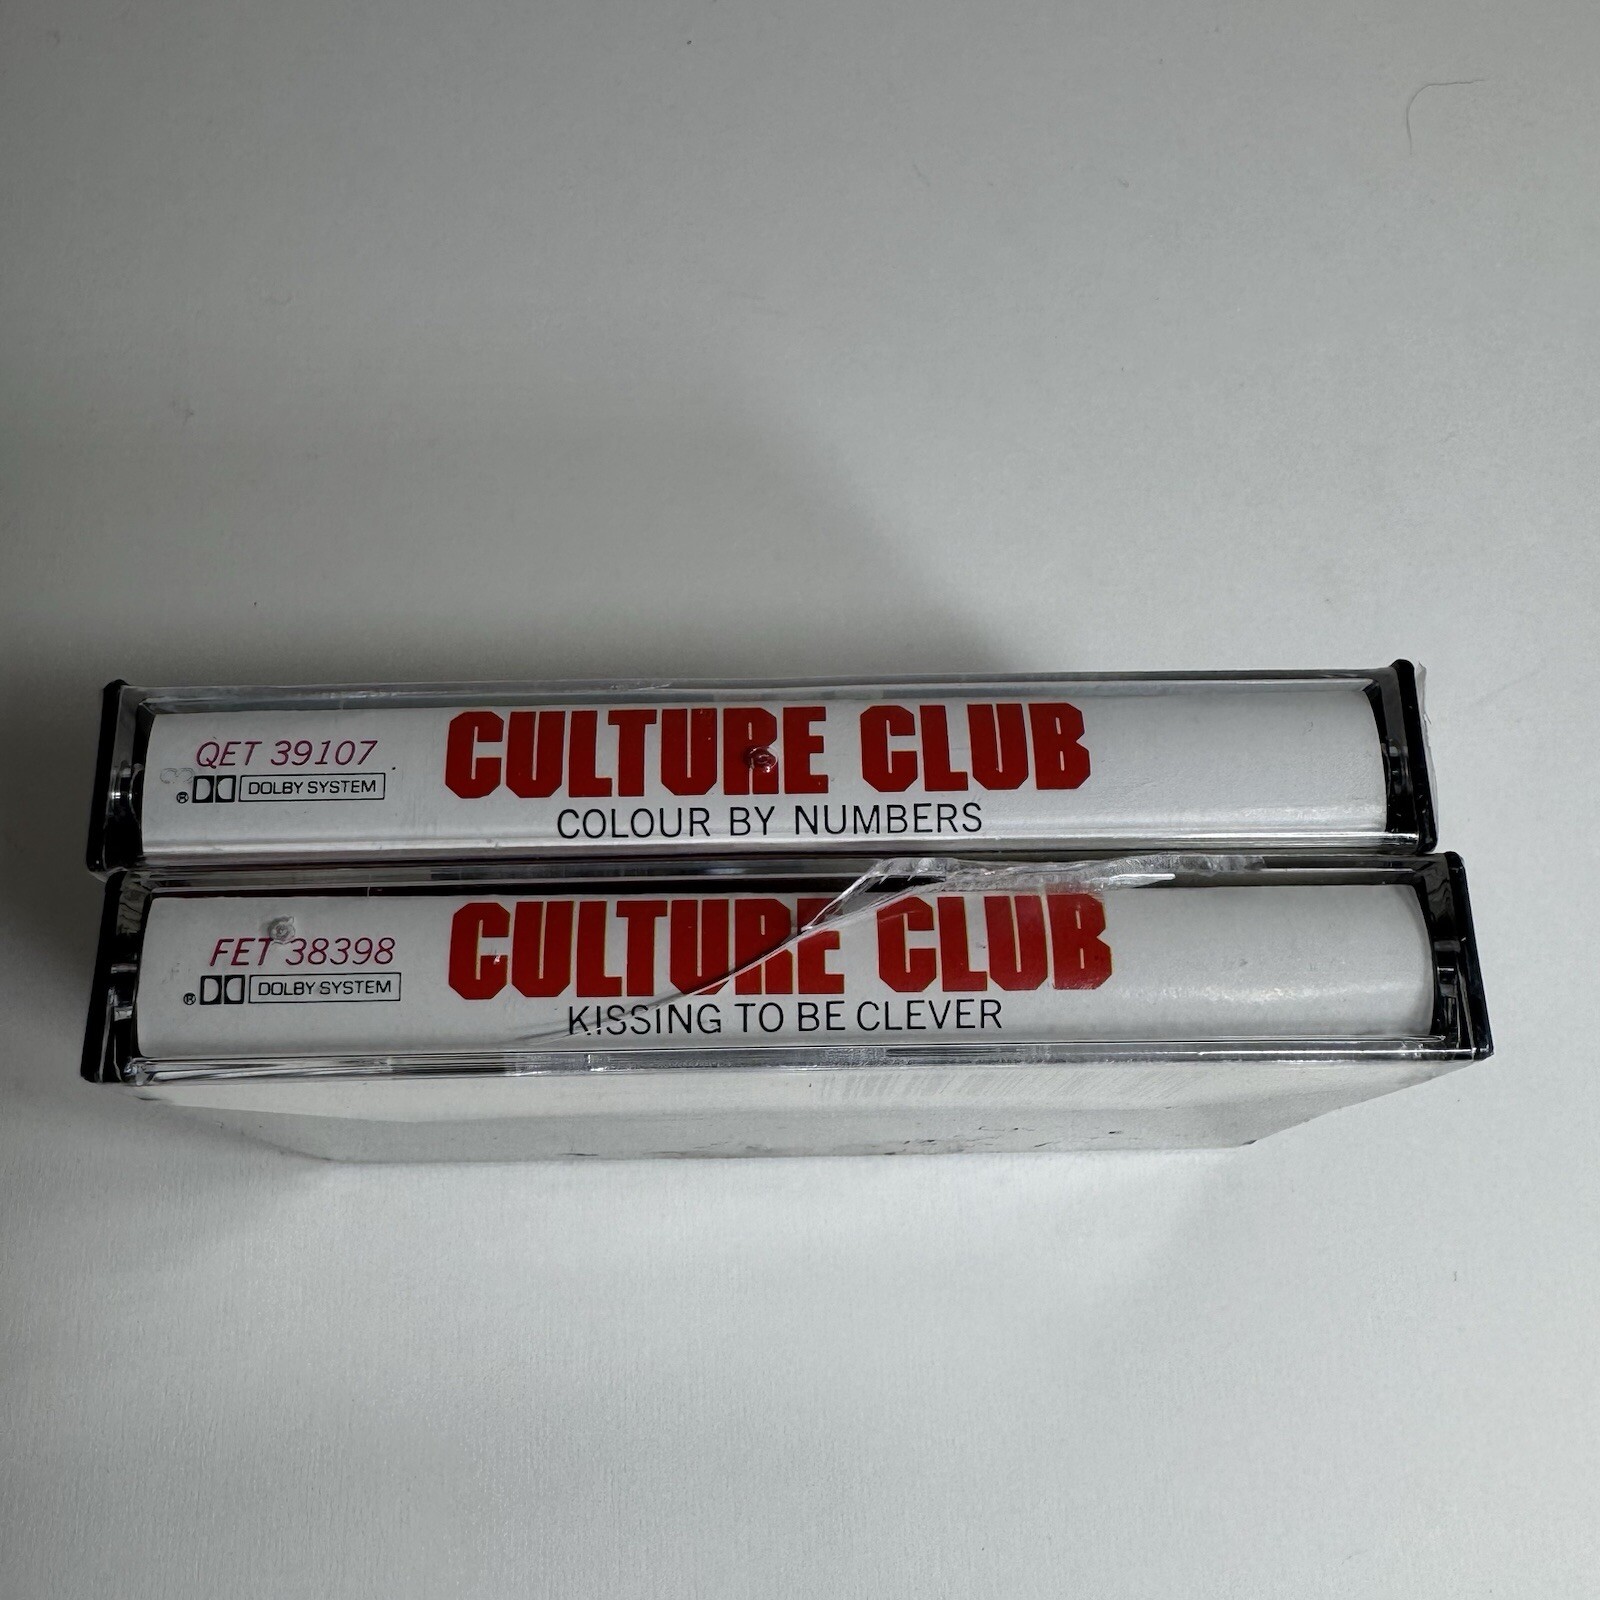 QET 39107
® DOLBY SYSTEM
CULTURE CLUB
COLOUR BY NUMBERS
FET 38398
® DOLBY SYSTEM
CULTURE CLUB
KISSING TO BE CLEVER